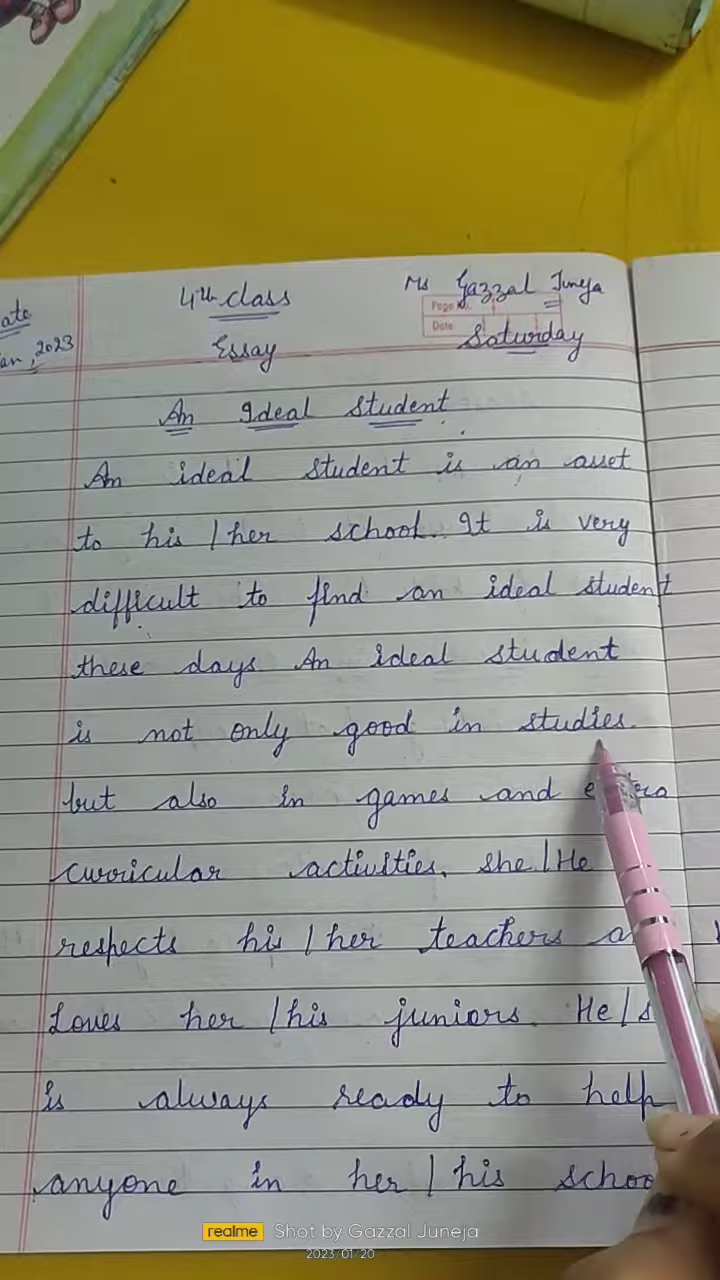 4th class
Ms Gazzal Juneja
Page No.
Date
ate
an, 2023
Essay
Saturday
An Ideal Student
An ideal student is an asset
to his / her school. It is very
difficult to find an ideal student
these days An ideal student
is not only good in studies
but also in games and
curricular activities. she / He
respects his / her teachers
Loves her / his juniors. He /
is always ready to help
anyone in her / his schoo
realme Shot by Gazzal Juneja
2023/01/20